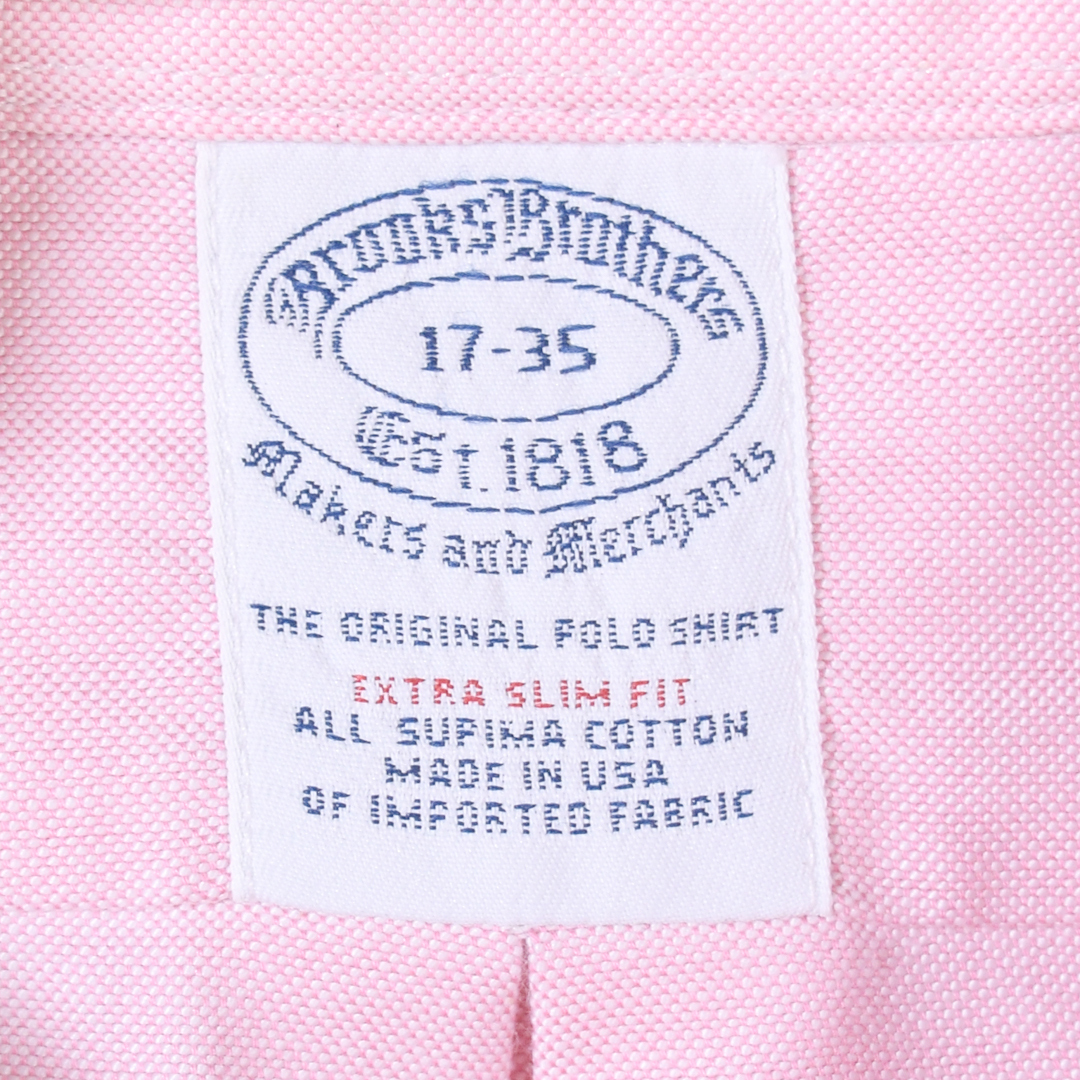 Brooks Brothers
17-35
Est. 1818
Makers and Merchants
THE ORIGINAL POLO SHIRT
EXTRA SLIM FIT
ALL SUPIMA COTTON
MADE IN USA
OF IMPORTED FABRIC